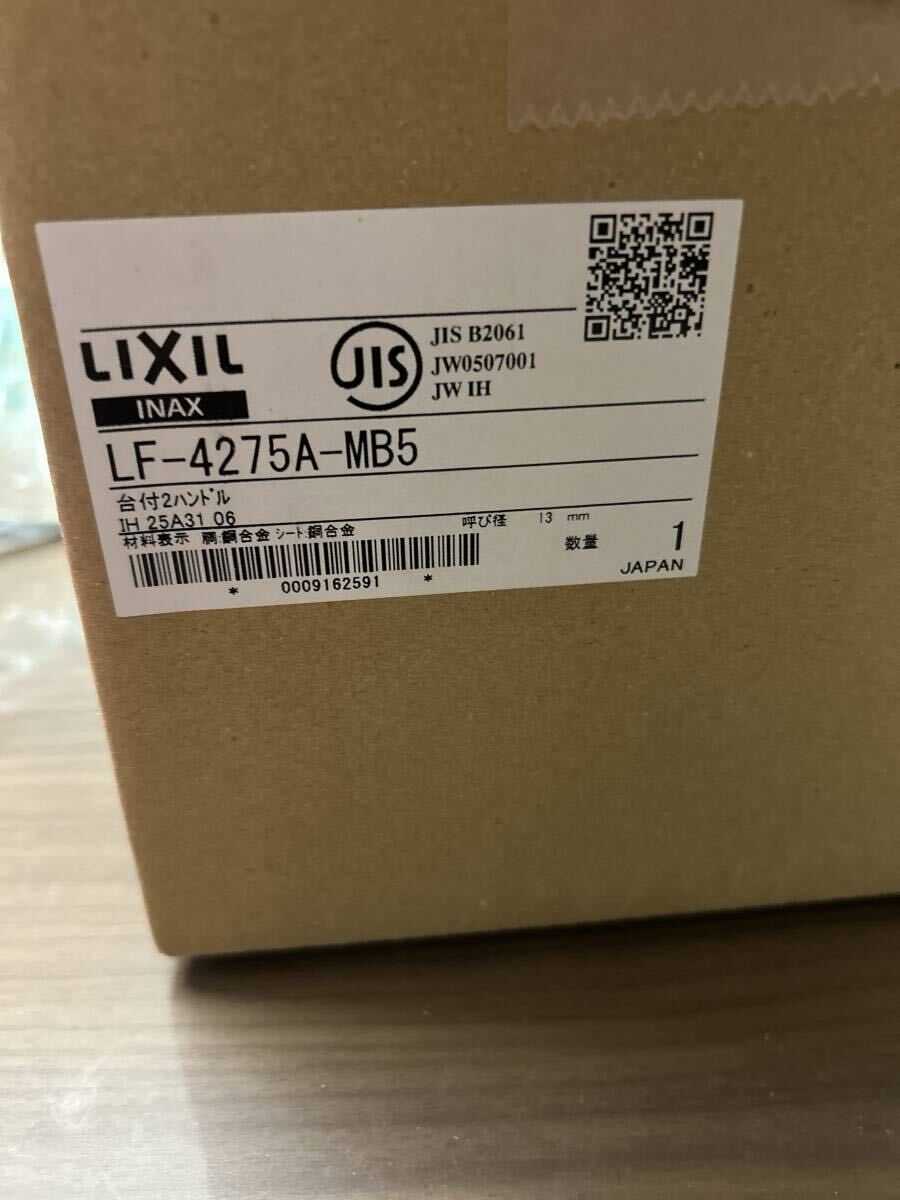 LIXIL
INAX
JIS
JIS B2061
JW0507001
JW IH
LF-4275A-MB5
台付2ハンドル
IH 25A31 06
呼び径 13 mm
材料表示 胴:銅合金 シート:銅合金
数量 1
* 0009162591 *
JAPAN